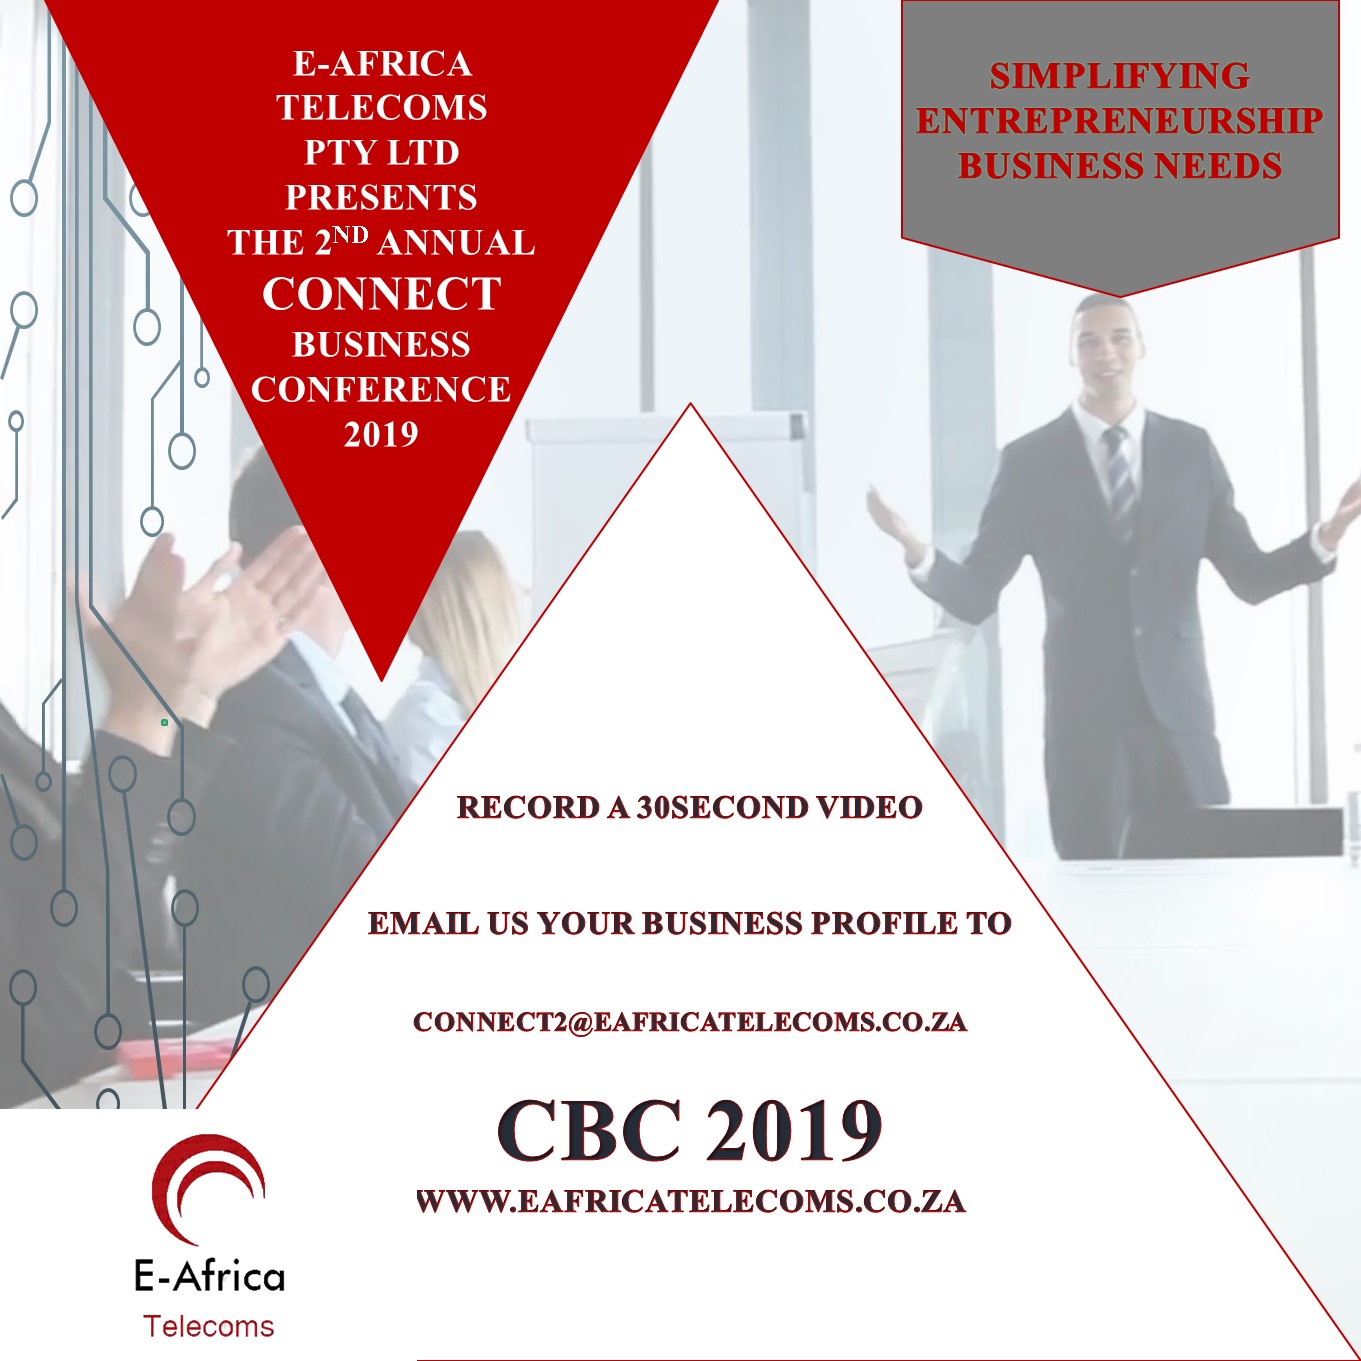 E-AFRICA
TELECOMS
PTY LTD
PRESENTS
THE 2ND ANNUAL
CONNECT
BUSINESS
CONFERENCE
2019
SIMPLIFYING
ENTREPRENEURSHIP
BUSINESS NEEDS
RECORD A 30SECOND VIDEO
EMAIL US YOUR BUSINESS PROFILE TO
CONNECT2@EAFRICATELECOMS.CO.ZA
CBC 2019
WWW.EAFRICATELECOMS.CO.ZA
E-Africa
Telecoms